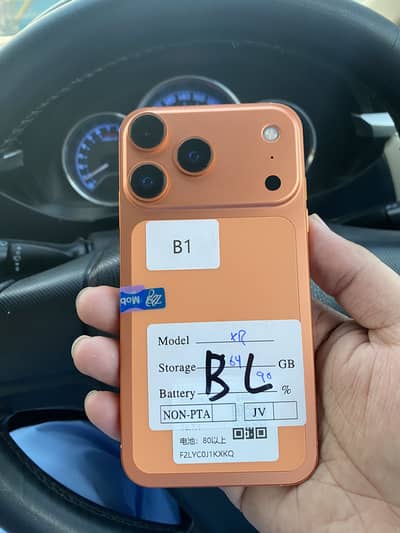 B1
Mob
Model XR
Storage 64 GB
BL
Battery 90 %
NON-PTA JV
电池：80以上
F2LYC0J1KXKQ